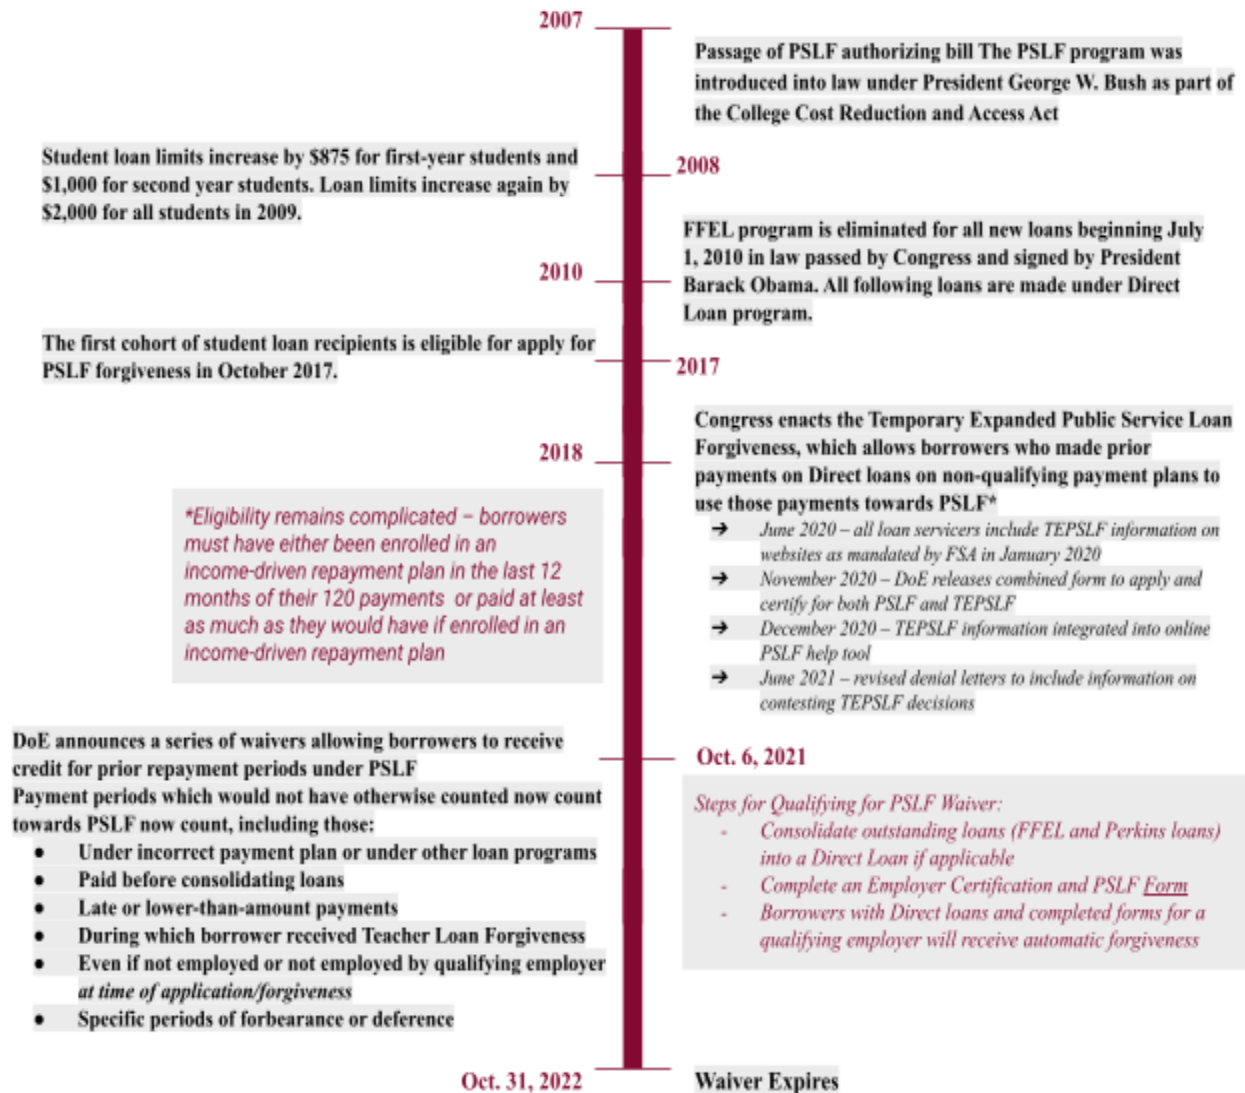 2007
Passage of PSLF authorizing bill The PSLF program was
introduced into law under President George W. Bush as part of
the College Cost Reduction and Access Act
Student loan limits increase by $875 for first-year students and
$1,000 for second year students. Loan limits increase again by
$2,000 for all students in 2009.
2008
FFEL program is eliminated for all new loans beginning July
1, 2010 in law passed by Congress and signed by President
Barack Obama. All following loans are made under Direct
Loan program.
2010
The first cohort of student loan recipients is eligible for apply for
PSLF forgiveness in October 2017.
2017
Congress enacts the Temporary Expanded Public Service Loan
Forgiveness, which allows borrowers who made prior
payments on Direct loans on non-qualifying payment plans to
use those payments towards PSLF*
➔ June 2020 – all loan servicers include TEPSLF information on
websites as mandated by FSA in January 2020
➔ November 2020 – DoE releases combined form to apply and
certify for both PSLF and TEPSLF
➔ December 2020 – TEPSLF information integrated into online
PSLF help tool
➔ June 2021 – revised denial letters to include information on
contesting TEPSLF decisions
2018
*Eligibility remains complicated – borrowers
must have either been enrolled in an
income-driven repayment plan in the last 12
months of their 120 payments or paid at least
as much as they would have if enrolled in an
income-driven repayment plan
DoE announces a series of waivers allowing borrowers to receive
credit for prior repayment periods under PSLF
Payment periods which would not have otherwise counted now count
towards PSLF now count, including those:
● Under incorrect payment plan or under other loan programs
● Paid before consolidating loans
● Late or lower-than-amount payments
● During which borrower received Teacher Loan Forgiveness
● Even if not employed or not employed by qualifying employer
at time of application/forgiveness
● Specific periods of forbearance or deference
Oct. 6, 2021
Steps for Qualifying for PSLF Waiver:
- Consolidate outstanding loans (FFEL and Perkins loans)
into a Direct Loan if applicable
- Complete an Employer Certification and PSLF Form
- Borrowers with Direct loans and completed forms for a
qualifying employer will receive automatic forgiveness
Oct. 31, 2022
Waiver Expires